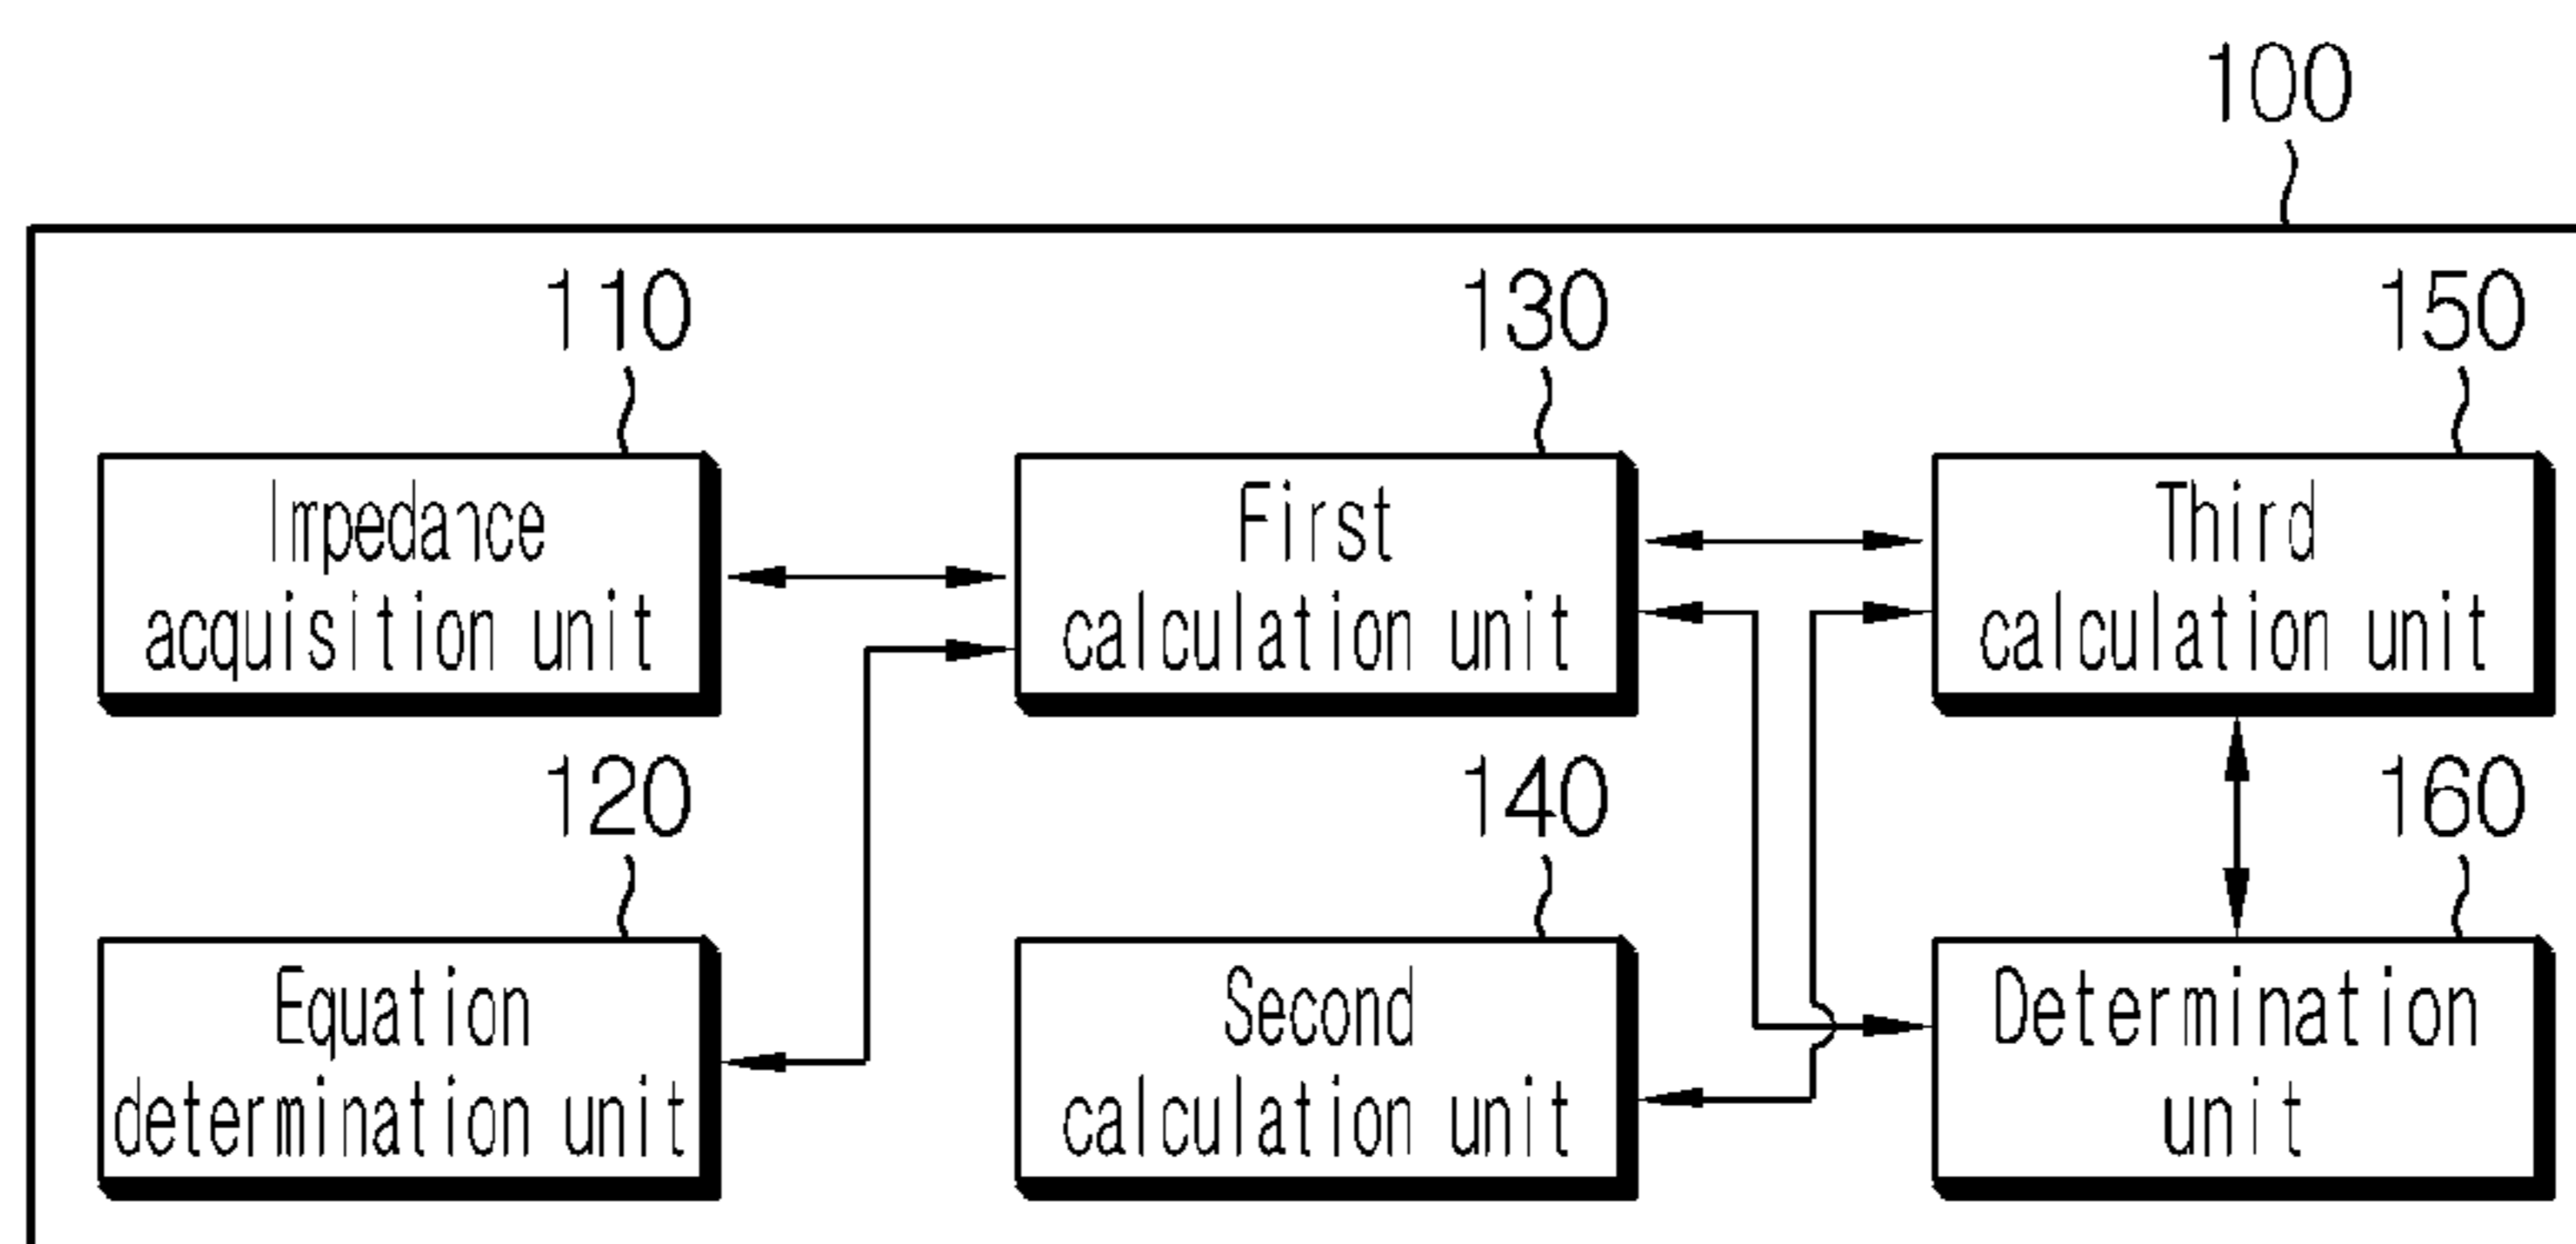 100
110
130
150
Impedance
acquisition unit
First
calculation unit
Third
calculation unit
120
140
160
Equation
determination unit
Second
calculation unit
Determination
unit